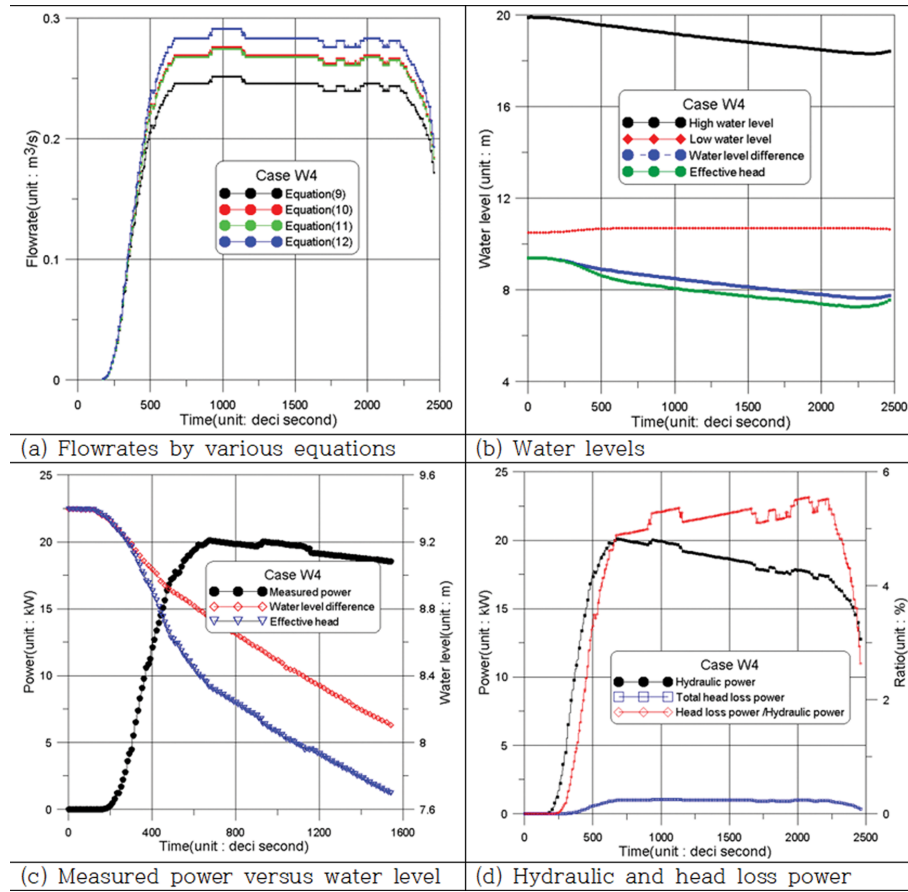 0.3
0.2
0.1
0
Flowrate(unit : m³/s)
Case W4
Equation(9)
Equation(10)
Equation(11)
Equation(12)
0 500 1000 1500 2000 2500
Time(unit: deci second)
(a) Flowrates by various equations
20
16
12
8
4
Water level (unit : m)
Case W4
High water level
Low water level
Water level difference
Effective head
0 500 1000 1500 2000 2500
Time(unit : deci second)
(b) Water levels
25
20
15
10
5
0
Power(unit : kW)
Case W4
Measured power
Water level difference
Effective head
9.6
9.2
8.8
8.4
8
7.6
Water level(unit : m)
0 400 800 1200 1600
Time(unit : deci second)
(c) Measured power versus water level
25
20
15
10
5
0
Power(unit : kW)
Case W4
Hydraulic power
Total head loss power
Head loss power /Hydraulic power
6
4
2
0
Ratio(unit : %)
0 500 1000 1500 2000 2500
Time(unit : deci second)
(d) Hydraulic and head loss power